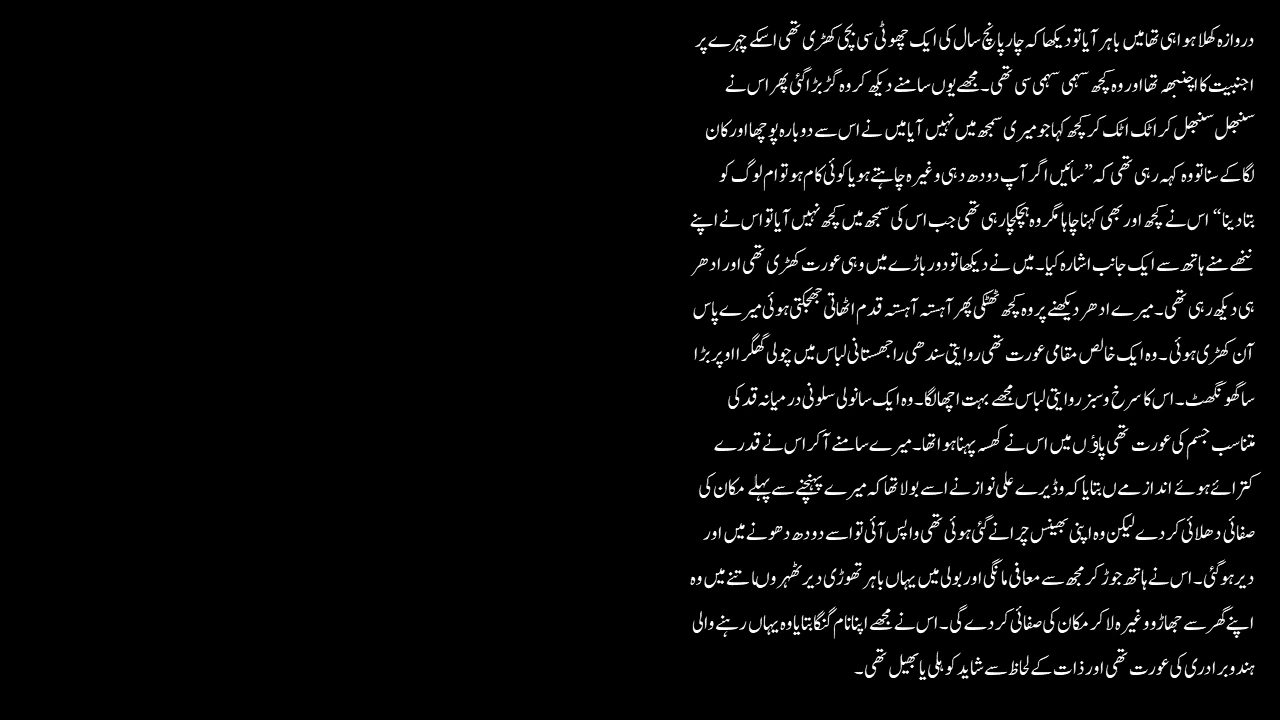 دروازہ کھلا ہوا ہی تھا میں باہر آیا تو دیکھا کہ چار پانچ سال کی ایک چھوٹی سی بچی کھڑی تھی اسکے چہرے پر
اجنبیت کا اچنبھہ تھا اور وہ کچھ سہمی سہمی سی تھی۔ مجھے یوں سامنے دیکھ کر وہ گڑبڑا گئی پھر اس نے
سنبھل سنبھل کر اٹک اٹک کر کچھ کہا جو میری سمجھ میں نہیں آیا میں نے اس سے دوبارہ پوچھا اور کان
لگا کے سنا تو وہ کہہ رہی تھی کہ ”سائیں اگر آپ دودھ دہی وغیرہ چاہتے ہو یا کوئی کام ہو تو ام لوگ کو
بتا دینا“ اس نے کچھ اور بھی کہنا چاہا مگر وہ ہچکچا رہی تھی جب اس کی سمجھ میں کچھ نہیں آیا تو اس نے اپنے
ننھے منے ہاتھ سے ایک جانب اشارہ کیا۔ میں نے دیکھا تو دور باڑے میں وہی عورت کھڑی تھی اور ادھر
ہی دیکھ رہی تھی۔ میرے ادھر دیکھنے پر وہ کچھ ٹھٹکی پھر آہستہ آہستہ قدم اٹھاتی جھجکتی ہوئی میرے پاس
آن کھڑی ہوئی۔ وہ ایک خالص مقامی عورت تھی روایتی سندھی راجھستانی لباس میں چولی گھگرا اوپر بڑا
سا گھونگھٹ۔ اس کا سرخ و سبز روایتی لباس مجھے بہت اچھا لگا۔ وہ ایک سانولی سلونی درمیانہ قد کی
متناسب جسم کی عورت تھی پاؤ ں میں اس نے کھسہ پہنا ہوا تھا۔ میرے سامنے آ کر اس نے قدرے
کترائے ہوئے انداز مےں بتایا کہ وڈیرے علی نواز نے اسے بولا تھا کہ میرے پہنچنے سے پہلے مکان کی
صفائی دھلائی کر دے لیکن وہ اپنی بھینس چرانے گئی ہوئی تھی واپس آئی تو اسے دودھ دھونے میں اور
دیر ہو گئی۔ اس نے ہاتھ جوڑ کر مجھ سے معافی مانگی اور بولی میں یہاں باہر تھوڑی دیر ٹھہروں اتنے میں وہ
اپنے گھر سے جھاڑو وغیرہ لا کر مکان کی صفائی کر دے گی۔ اس نے مجھے اپنا نام گنگا بتایا وہ یہاں رہنے والی
ہندو برادری کی عورت تھی اور ذات کے لحاظ سے شاید کوہلی یا بھیل تھی۔